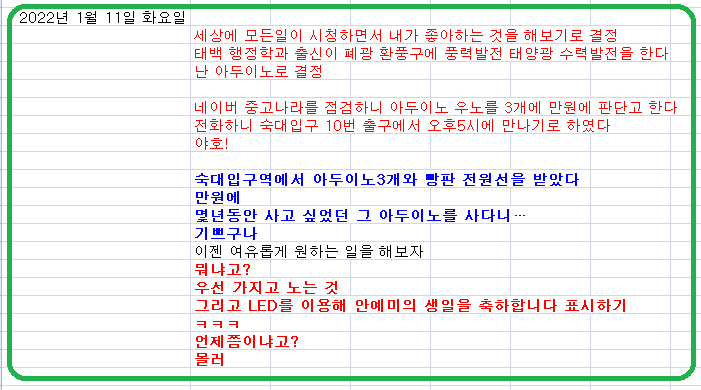 2022년 1월 11일 화요일
세상에 모든일이 시청하면서 내가 좋아하는 것을 해보기로 결정
태백 행정학과 출신이 폐광 환풍구에 풍력발전 태양광 수력발전을 한다
난 아두이노로 결정
네이버 중고나라를 점검하니 아두이노 우노를 3개에 만원에 판단고 한다
전화하니 숙대입구 10번 출구에서 오후5시에 만나기로 하였다
야호!
숙대입구역에서 아두이노3개와 빵판 전원선을 받았다
만원에
몇년동안 사고 싶었던 그 아두이노를 사다니…
기쁘구나
이젠 여유롭게 원하는 일을 해보자
뭐냐고?
우선 가지고 노는 것
그리고 LED를 이용해 안예미의 생일을 축하합니다 표시하기
ㅋㅋㅋ
언제쯤이냐고?
몰러